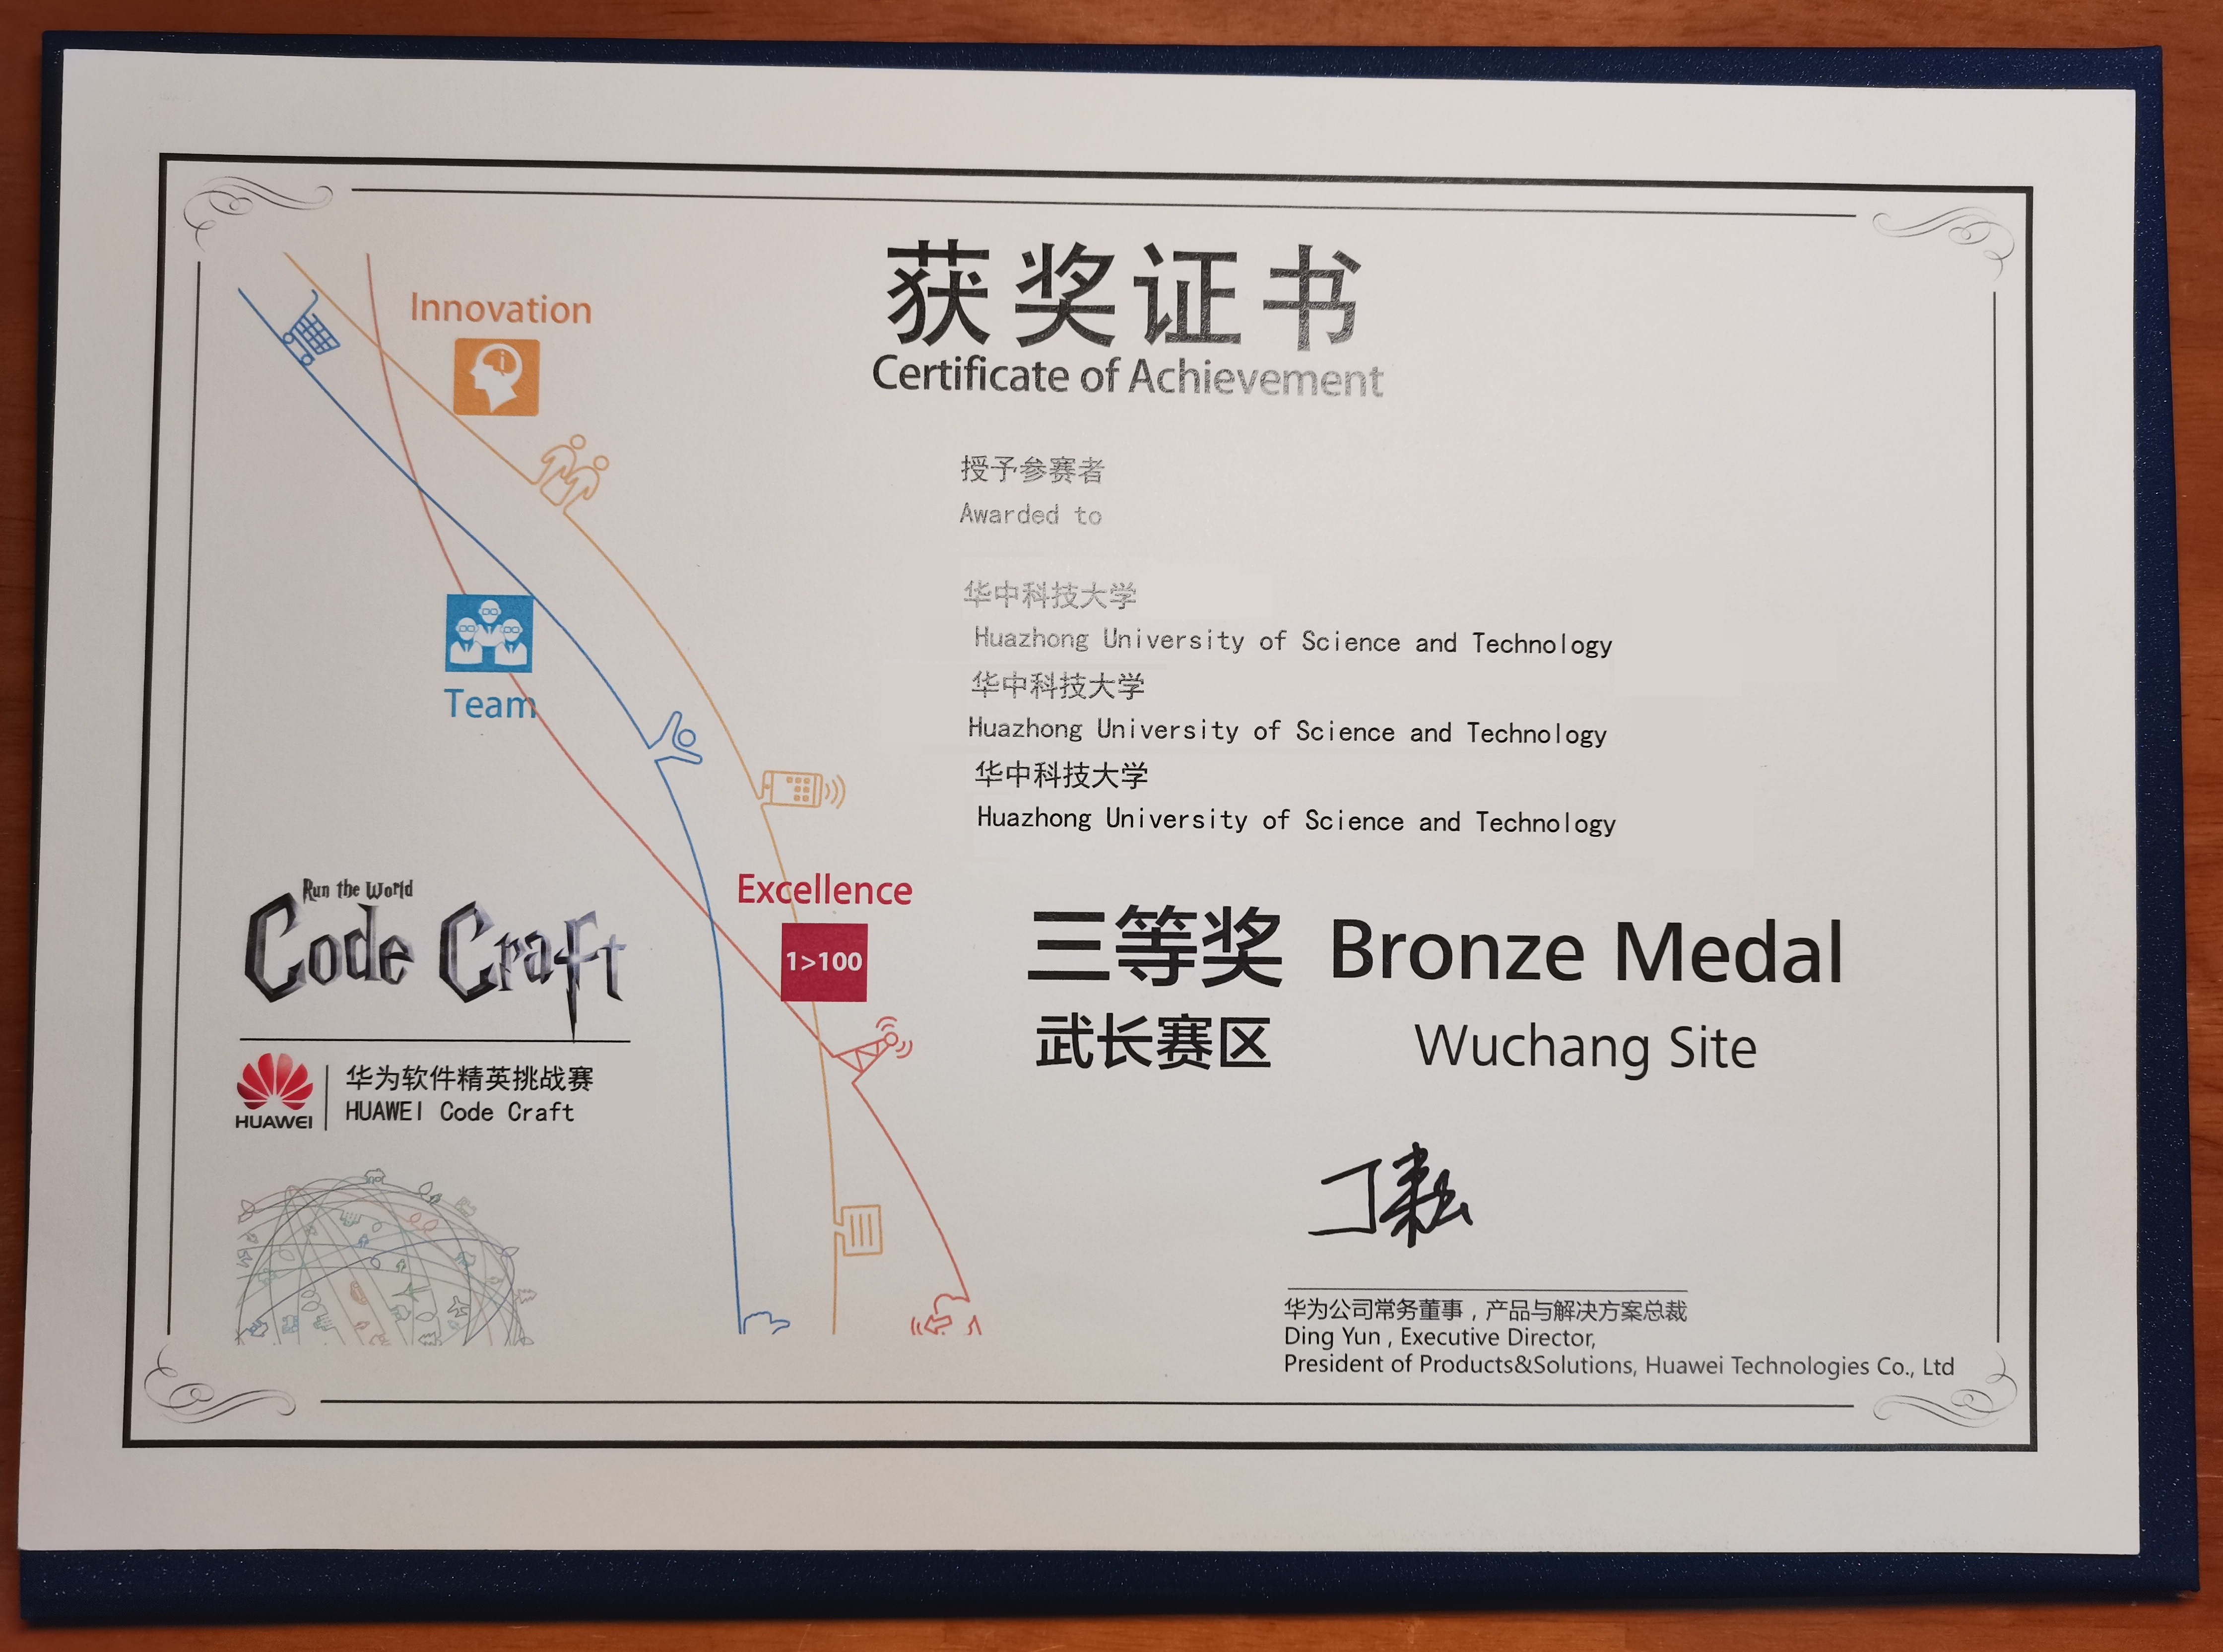 获奖证书
Certificate of Achievement
Innovation
授予参赛者
Awarded to
华中科技大学
Huazhong University of Science and Technology
华中科技大学
Huazhong University of Science and Technology
华中科技大学
Huazhong University of Science and Technology
Team
Excellence
1>100
三等奖 Bronze Medal
武长赛区 Wuchang Site
Run the World
Code Craft
HUAWEI
华为软件精英挑战赛
HUAWEI Code Craft
丁耘
华为公司常务董事，产品与解决方案总裁
Ding Yun , Executive Director,
President of Products&Solutions, Huawei Technologies Co., Ltd